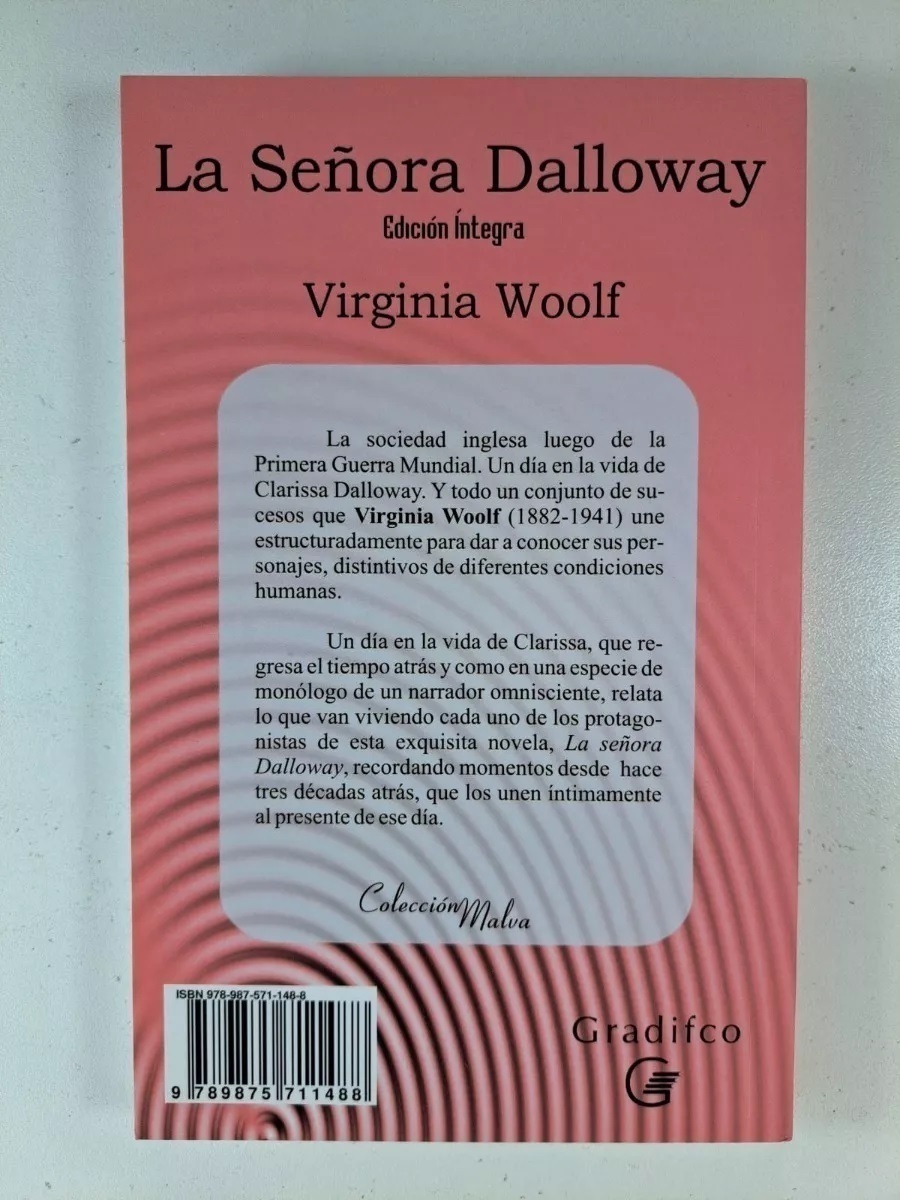 La Señora Dalloway
Edición Íntegra
Virginia Woolf
La sociedad inglesa luego de la
Primera Guerra Mundial. Un día en la vida de
Clarissa Dalloway. Y todo un conjunto de su-
cesos que Virginia Woolf (1882-1941) une
estructuradamente para dar a conocer sus per-
sonajes, distintivos de diferentes condiciones
humanas.
Un día en la vida de Clarissa, que re-
gresa el tiempo atrás y como en una especie de
monólogo de un narrador omnisciente, relata
lo que van viviendo cada uno de los protago-
nistas de esta exquisita novela, La señora
Dalloway, recordando momentos desde hace
tres décadas atrás, que los unen íntimamente
al presente de ese día.
Colección Malva
ISBN 978-987-571-148-8
9 789875 711488
Gradifco